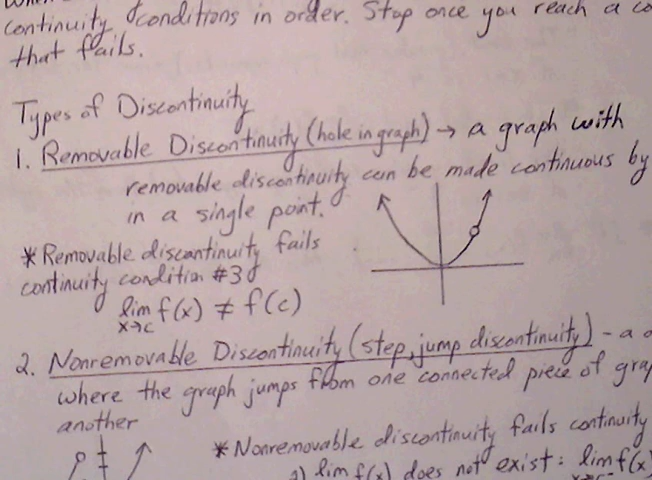 continuity conditions in order. Stop once you reach a
that fails.
Types of Discontinuity
1. Removable Discontinuity (hole in graph) → a graph with
removable discontinuity can be made continuous by
in a single point.
* Removable discontinuity fails
continuity condition #3
lim f(x) ≠ f(c)
x→c
2. Nonremovable Discontinuity (step, jump discontinuity) - a
where the graph jumps from one connected piece of
another
* Nonremovable discontinuity fails continuity
lim f(x) does not exist: lim f(x)